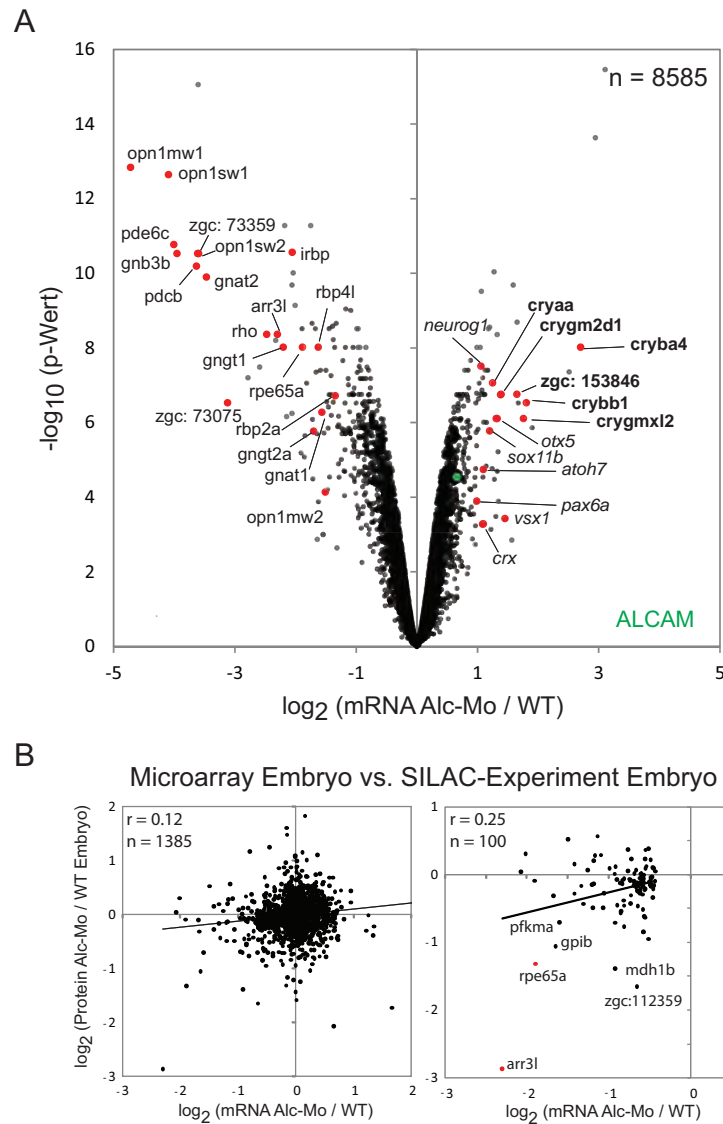 A
n = 8585
16
14
12
10
8
6
4
2
0
-log10 (p-Wert)
opn1mw1
opn1sw1
zgc: 73359
pde6c
opn1sw2
irbp
gnb3b
pdcb
gnat2
arr3l
rbp4l
rho
gngt1
rpe65a
zgc: 73075
rbp2a
gngt2a
gnat1
opn1mw2
cryaa
neurog1
crygm2d1
cryba4
zgc: 153846
crybb1
crygmxl2
otx5
sox11b
atoh7
pax6a
vsx1
crx
ALCAM
-5
-3
-1
1
3
5
log2 (mRNA Alc-Mo / WT)
B
Microarray Embryo vs. SILAC-Experiment Embryo
log2 (Protein Alc-Mo / WT Embryo)
2
1
0
-1
-2
-3
r = 0.12
n = 1385
-3
-2
-1
0
1
2
log2 (mRNA Alc-Mo / WT)
1
0
-1
-2
-3
r = 0.25
n = 100
pfkma
gpib
rpe65a
mdh1b
zgc:112359
arr3l
-3
-2
-1
0
log2 (mRNA Alc-Mo / WT)